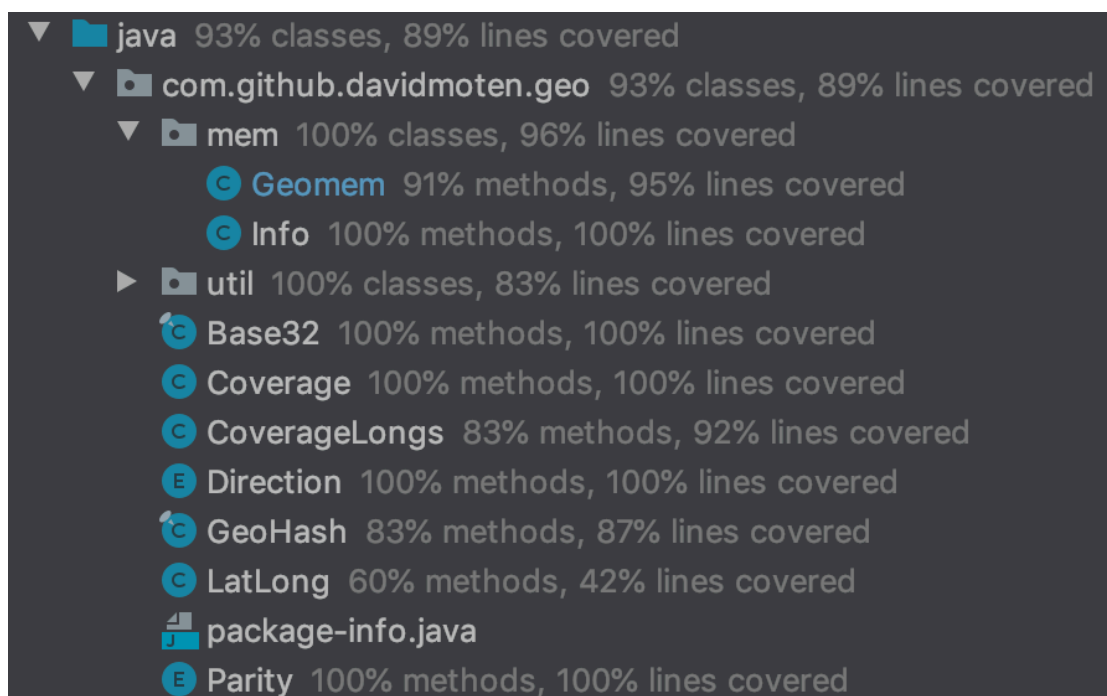 java 93% classes, 89% lines covered
com.github.davidmoten.geo 93% classes, 89% lines covered
mem 100% classes, 96% lines covered
C Geomem 91% methods, 95% lines covered
C Info 100% methods, 100% lines covered
util 100% classes, 83% lines covered
C Base32 100% methods, 100% lines covered
C Coverage 100% methods, 100% lines covered
C CoverageLongs 83% methods, 92% lines covered
E Direction 100% methods, 100% lines covered
C GeoHash 83% methods, 87% lines covered
C LatLong 60% methods, 42% lines covered
J package-info.java
E Parity 100% methods, 100% lines covered